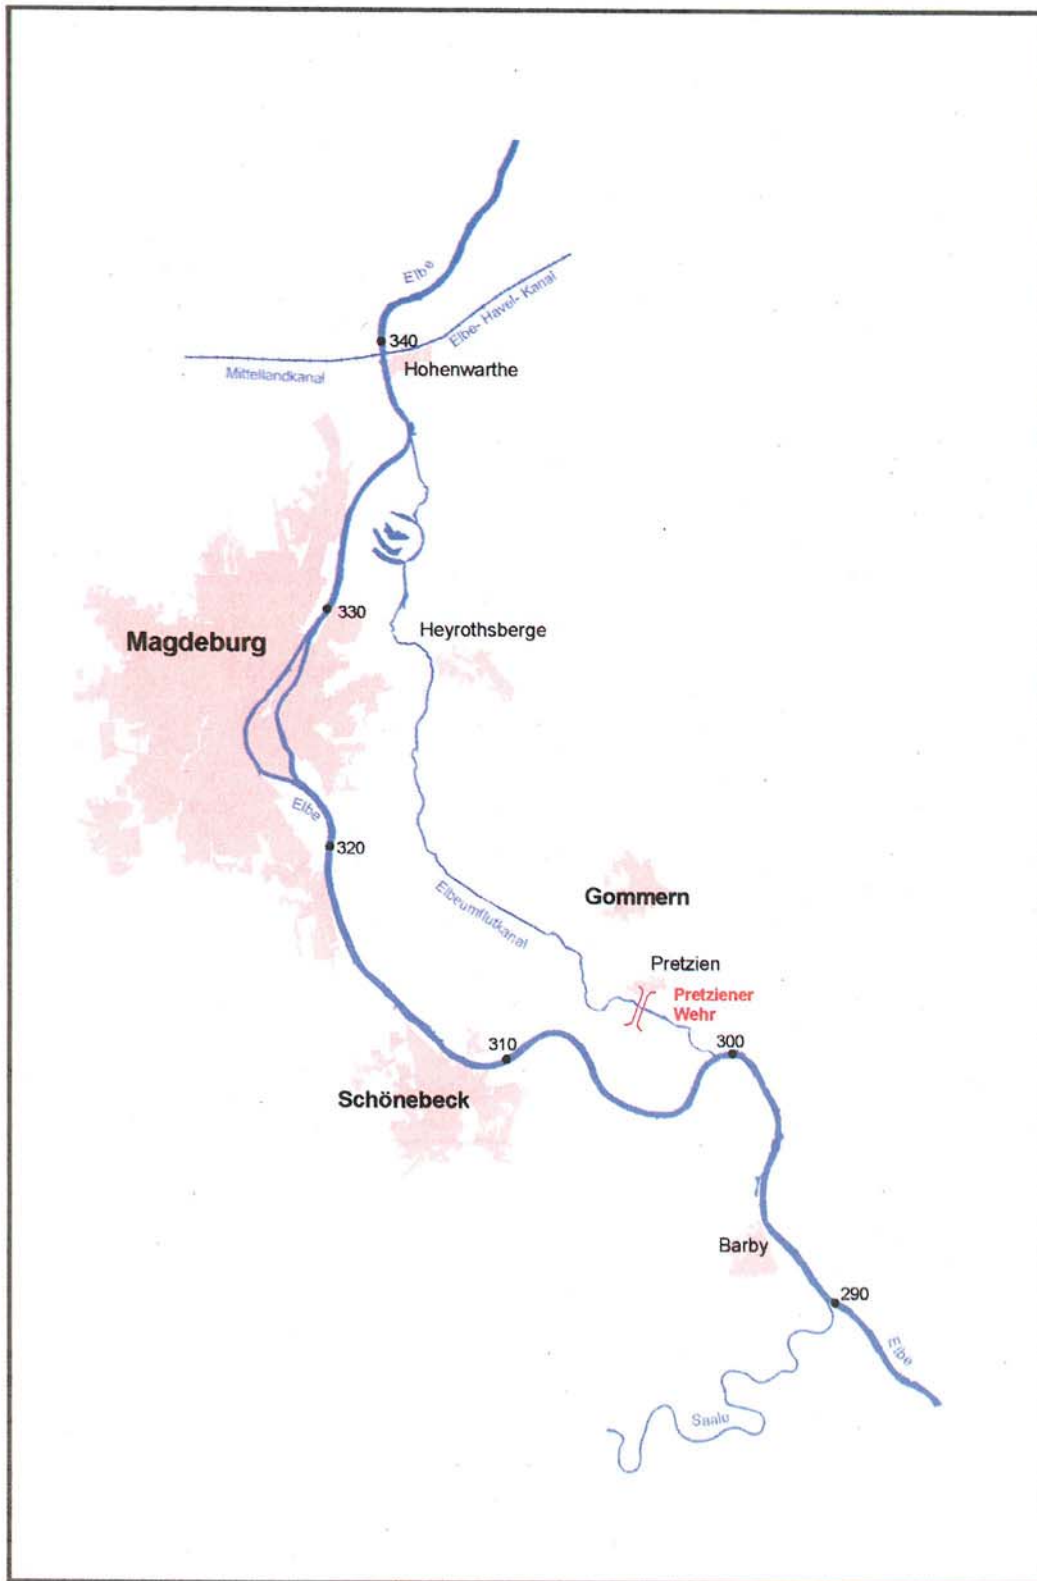 Elbe
Elbe- Havel- Kanal
340
Hohenwarthe
Mittellandkanal
330
Heyrothsberge
Magdeburg
Elbe
320
Gommern
Elbeumflutkanal
Pretzien
Pretziener
Wehr
310
300
Schönebeck
Barby
290
Elbe
Saale